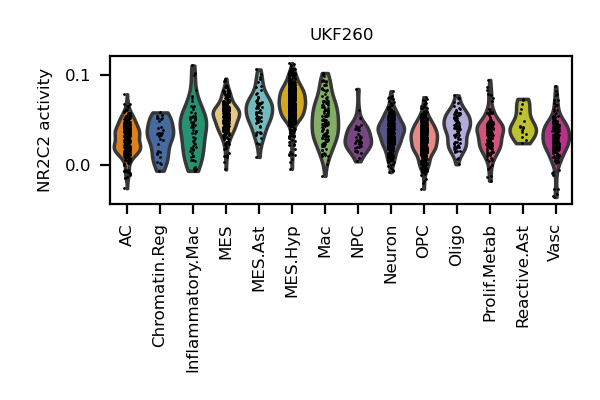 UKF260
NR2C2 activity
0.1
0.0
AC
Chromatin.Reg
Inflammatory.Mac
MES
MES.Ast
MES.Hyp
Mac
NPC
Neuron
OPC
Oligo
Prolif.Metab
Reactive.Ast
Vasc